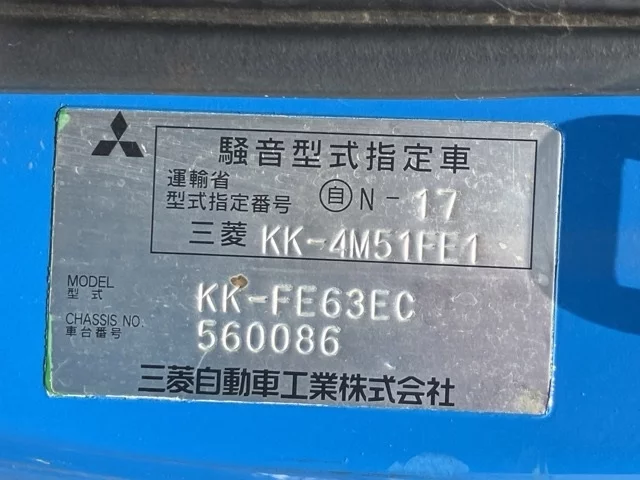 騒音型式指定車
運輸省
型式指定番号 自 N-17
三菱 KK-4M51FE1
MODEL
型式 KK-FE63EC
CHASSIS NO.
車台番号 560086
三菱自動車工業株式会社